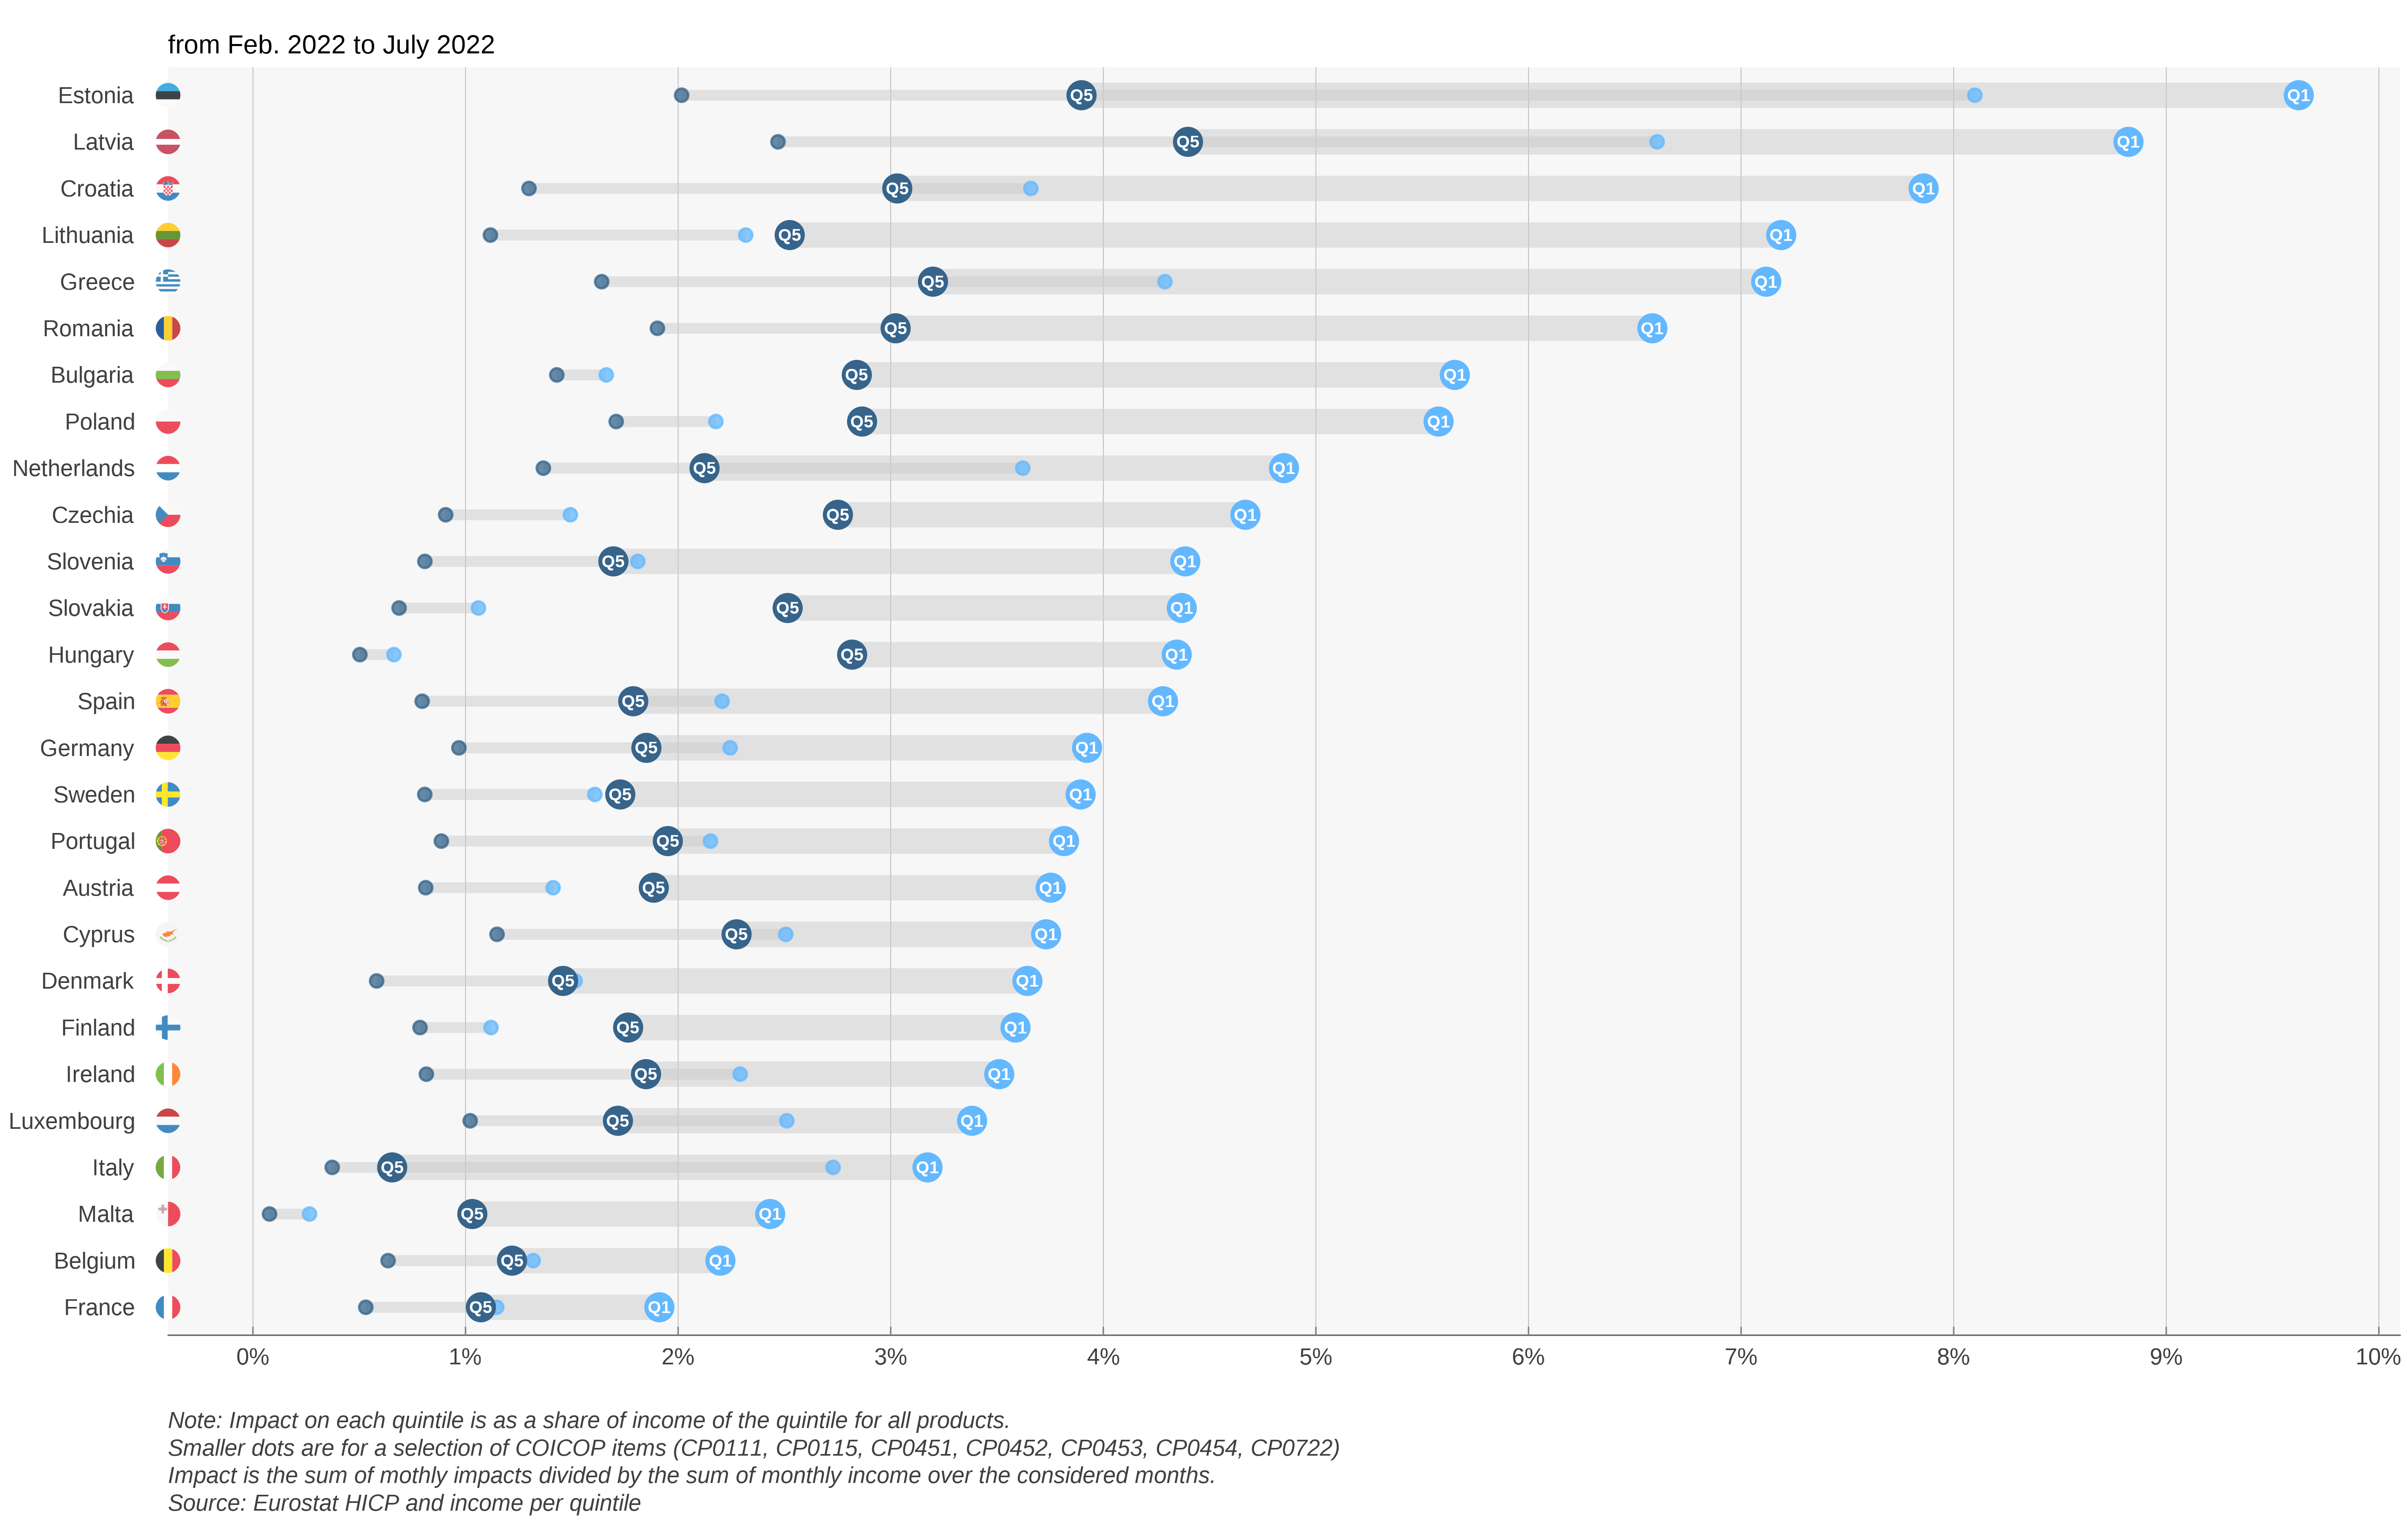 from Feb. 2022 to July 2022
Estonia Q5 Q1
Latvia Q5 Q1
Croatia Q5 Q1
Lithuania Q5 Q1
Greece Q5 Q1
Romania Q5 Q1
Bulgaria Q5 Q1
Poland Q5 Q1
Netherlands Q5 Q1
Czechia Q5 Q1
Slovenia Q5 Q1
Slovakia Q5 Q1
Hungary Q5 Q1
Spain Q5 Q1
Germany Q5 Q1
Sweden Q5 Q1
Portugal Q5 Q1
Austria Q5 Q1
Cyprus Q5 Q1
Denmark Q5 Q1
Finland Q5 Q1
Ireland Q5 Q1
Luxembourg Q5 Q1
Italy Q5 Q1
Malta Q5 Q1
Belgium Q5 Q1
France Q5 Q1
0% 1% 2% 3% 4% 5% 6% 7% 8% 9% 10%
Note: Impact on each quintile is as a share of income of the quintile for all products.
Smaller dots are for a selection of COICOP items (CP0111, CP0115, CP0451, CP0452, CP0453, CP0454, CP0722)
Impact is the sum of mothly impacts divided by the sum of monthly income over the considered months.
Source: Eurostat HICP and income per quintile